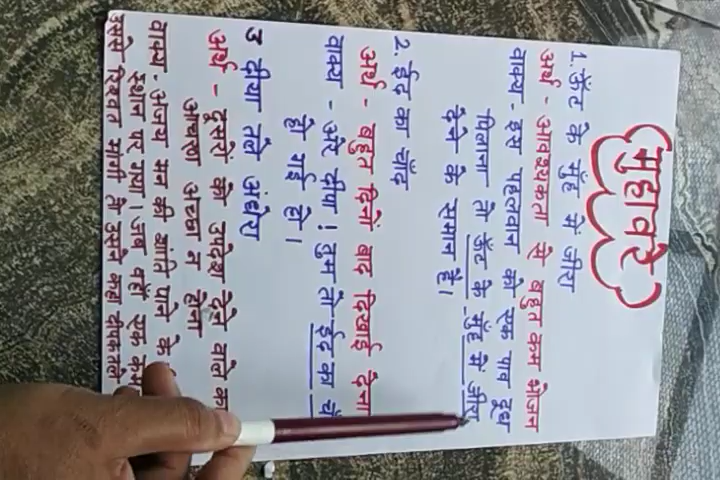 मुहावरे
1. ऊँट के मुँह में जीरा
अर्थ - आवश्यकता से बहुत कम भोजन
वाक्य - इस पहलवान को एक पाव दूध
पिलाना तो ऊँट के मुँह में जीरा
देने के समान है।
2. ईद का चाँद
अर्थ - बहुत दिनों बाद दिखाई देना
वाक्य - अरे दीपा! तुम तो ईद का
हो गई हो।
3 दीया तले अंधेरा
अर्थ - दूसरों को उपदेश देने वाले का
आचरण अच्छा न होना
वाक्य - अजय मन की शांति पाने के
स्थान पर गया। जब वहाँ एक
उससे रिश्वत मांगी तो उसने कहा दीपक तले